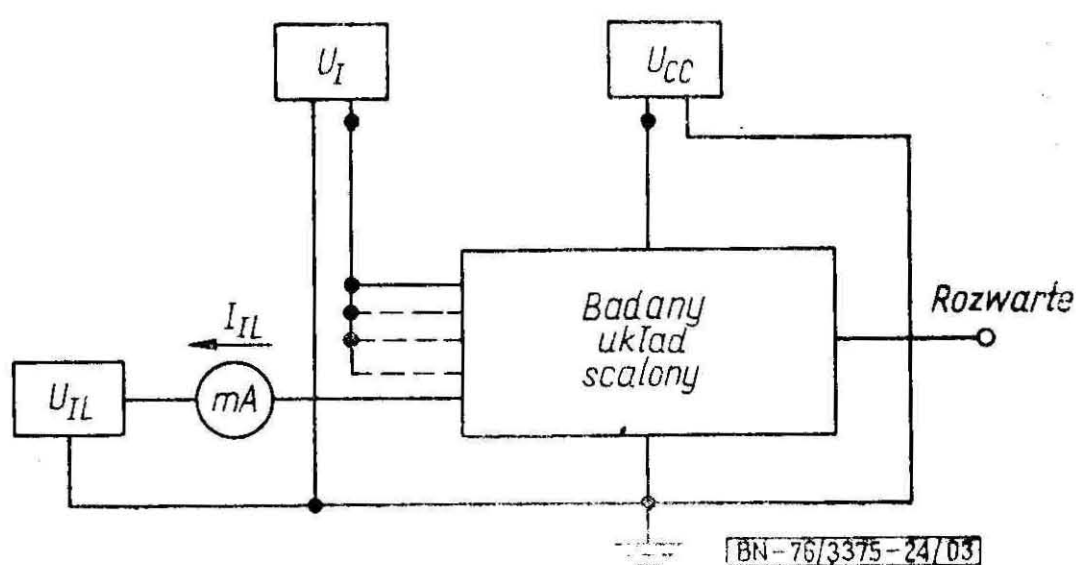 U_I
U_CC
Badany
układ
scalony
Rozwarte
I_IL
U_IL
mA
BN-76/3375-24/03